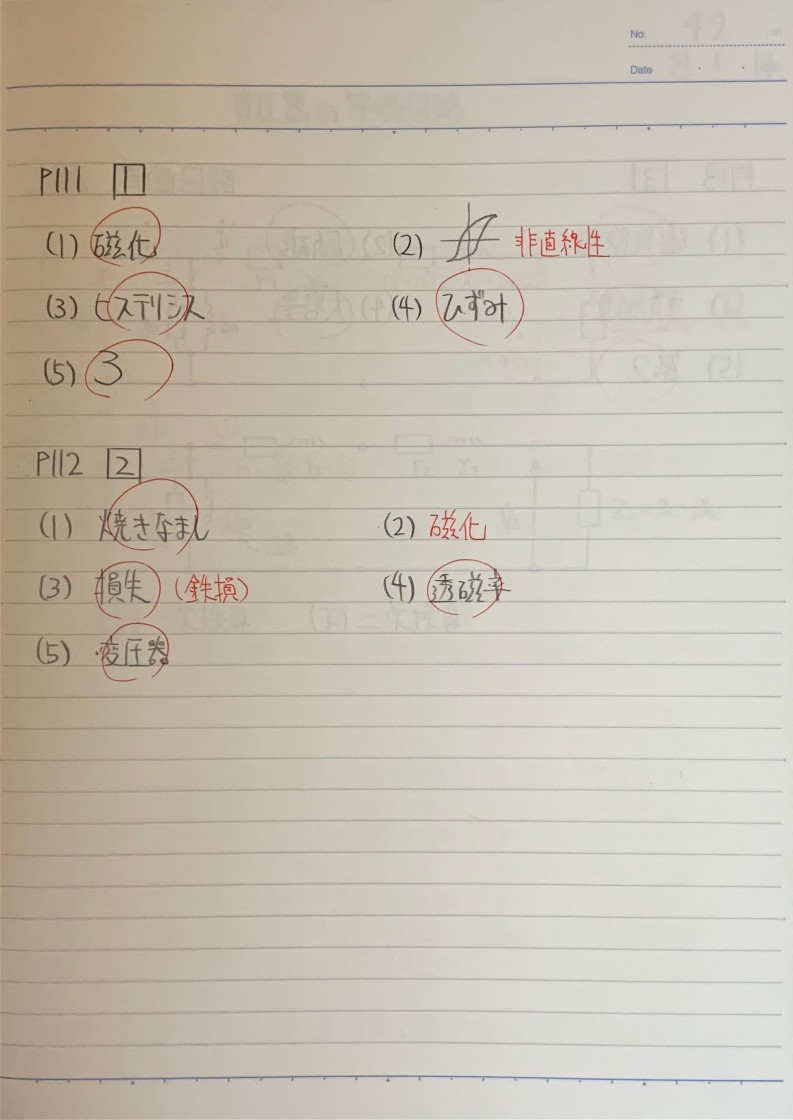 No.
Date
P111 1
(1) 磁化 (2) 非直線性
(3) ヒステリシス (4) ひずみ
(5) 3
P112 2
(1) 焼きなまし (2) 磁化
(3) 損失 (鉄損) (4) 透磁率
(5) 変圧器